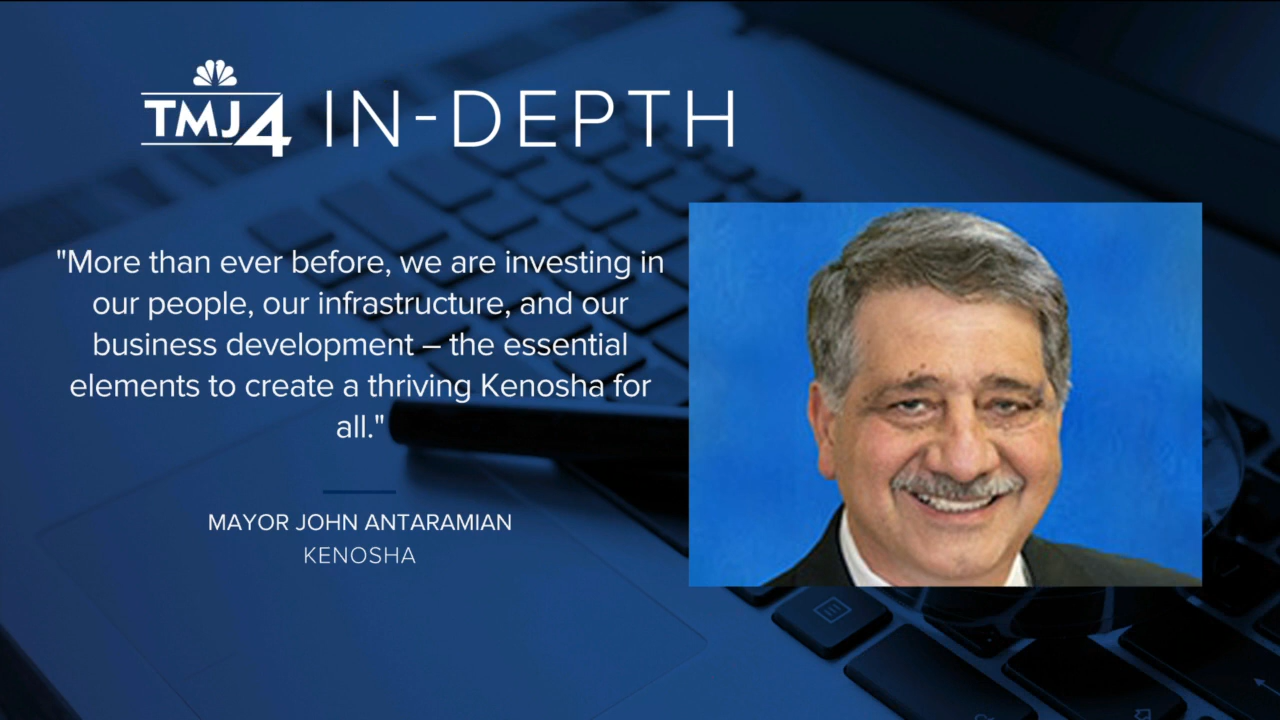 TMJ4 IN-DEPTH
"More than ever before, we are investing in
our people, our infrastructure, and our
business development – the essential
elements to create a thriving Kenosha for
all."
MAYOR JOHN ANTARAMIAN
KENOSHA